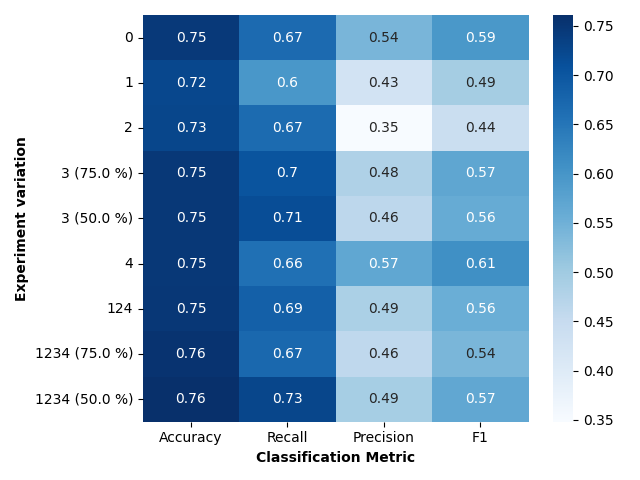 0 0.75 0.67 0.54 0.59
1 0.72 0.6 0.43 0.49
2 0.73 0.67 0.35 0.44
3 (75.0 %) 0.75 0.7 0.48 0.57
3 (50.0 %) 0.75 0.71 0.46 0.56
4 0.75 0.66 0.57 0.61
124 0.75 0.69 0.49 0.56
1234 (75.0 %) 0.76 0.67 0.46 0.54
1234 (50.0 %) 0.76 0.73 0.49 0.57
Accuracy Recall Precision F1
Classification Metric
Experiment variation
0.75
0.70
0.65
0.60
0.55
0.50
0.45
0.40
0.35